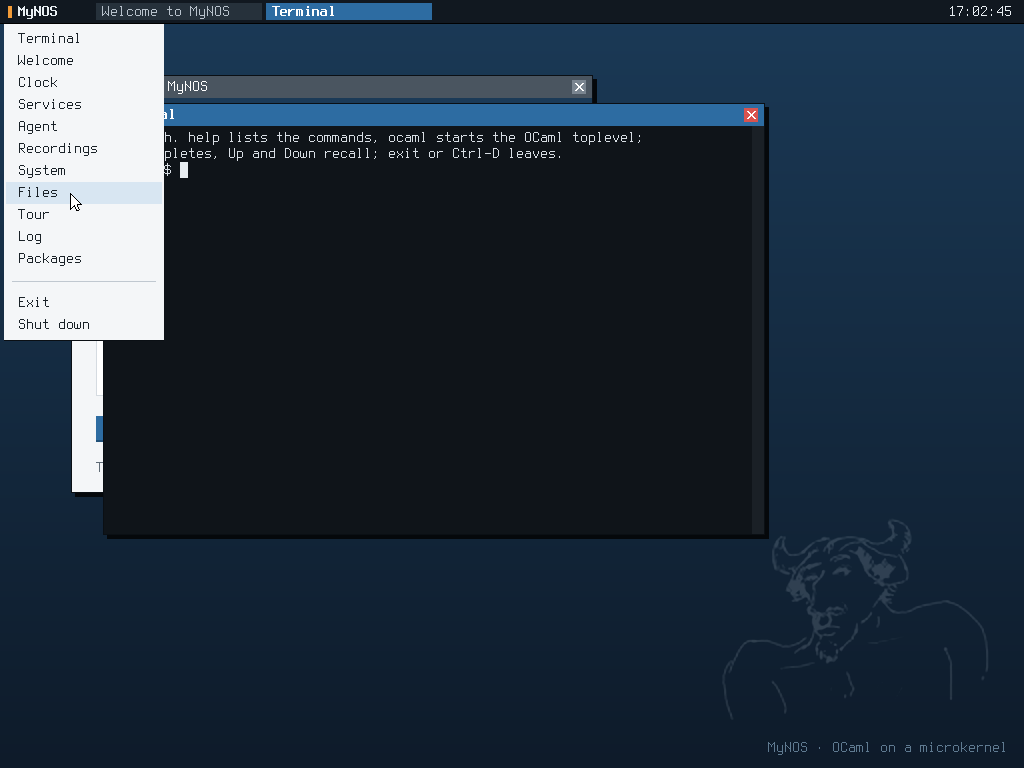 MyNOS Welcome to MyNOS Terminal 17:02:45
Terminal
Welcome
Clock
Services
Agent
Recordings
System
Files
Tour
Log
Packages
Exit
Shut down
MyNOS
al
h. help lists the commands, ocaml starts the OCaml toplevel;
pletes, Up and Down recall; exit or Ctrl-D leaves.
$
T
MyNOS · OCaml on a microkernel